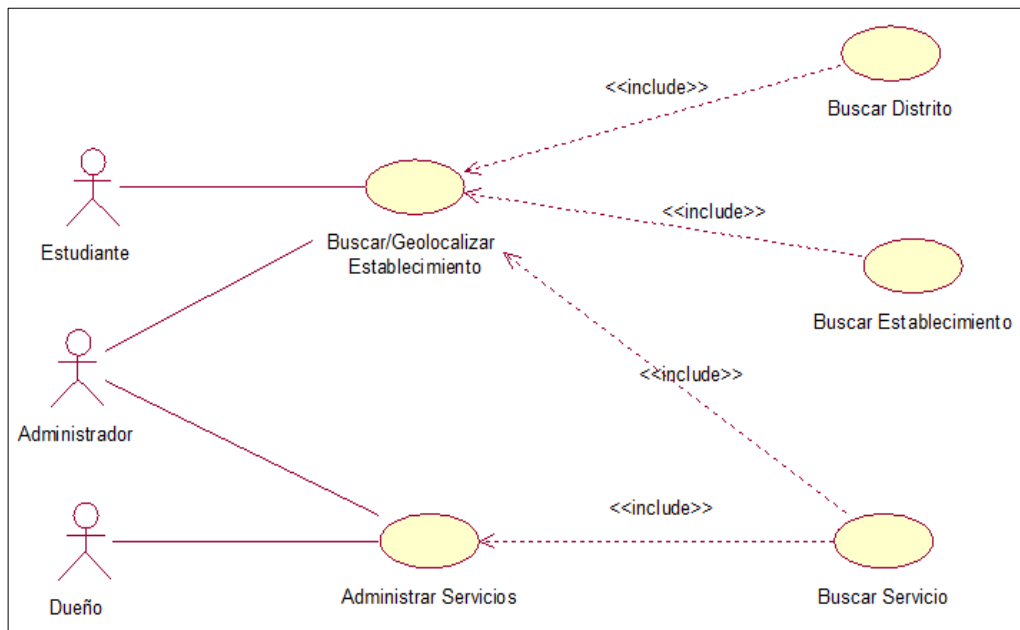 <<include>>
Buscar Distrito
Estudiante
Buscar/Geolocalizar
Establecimiento
<<include>>
Buscar Establecimiento
Administrador
<<include>>
Dueño
Administrar Servicios
<<include>>
Buscar Servicio